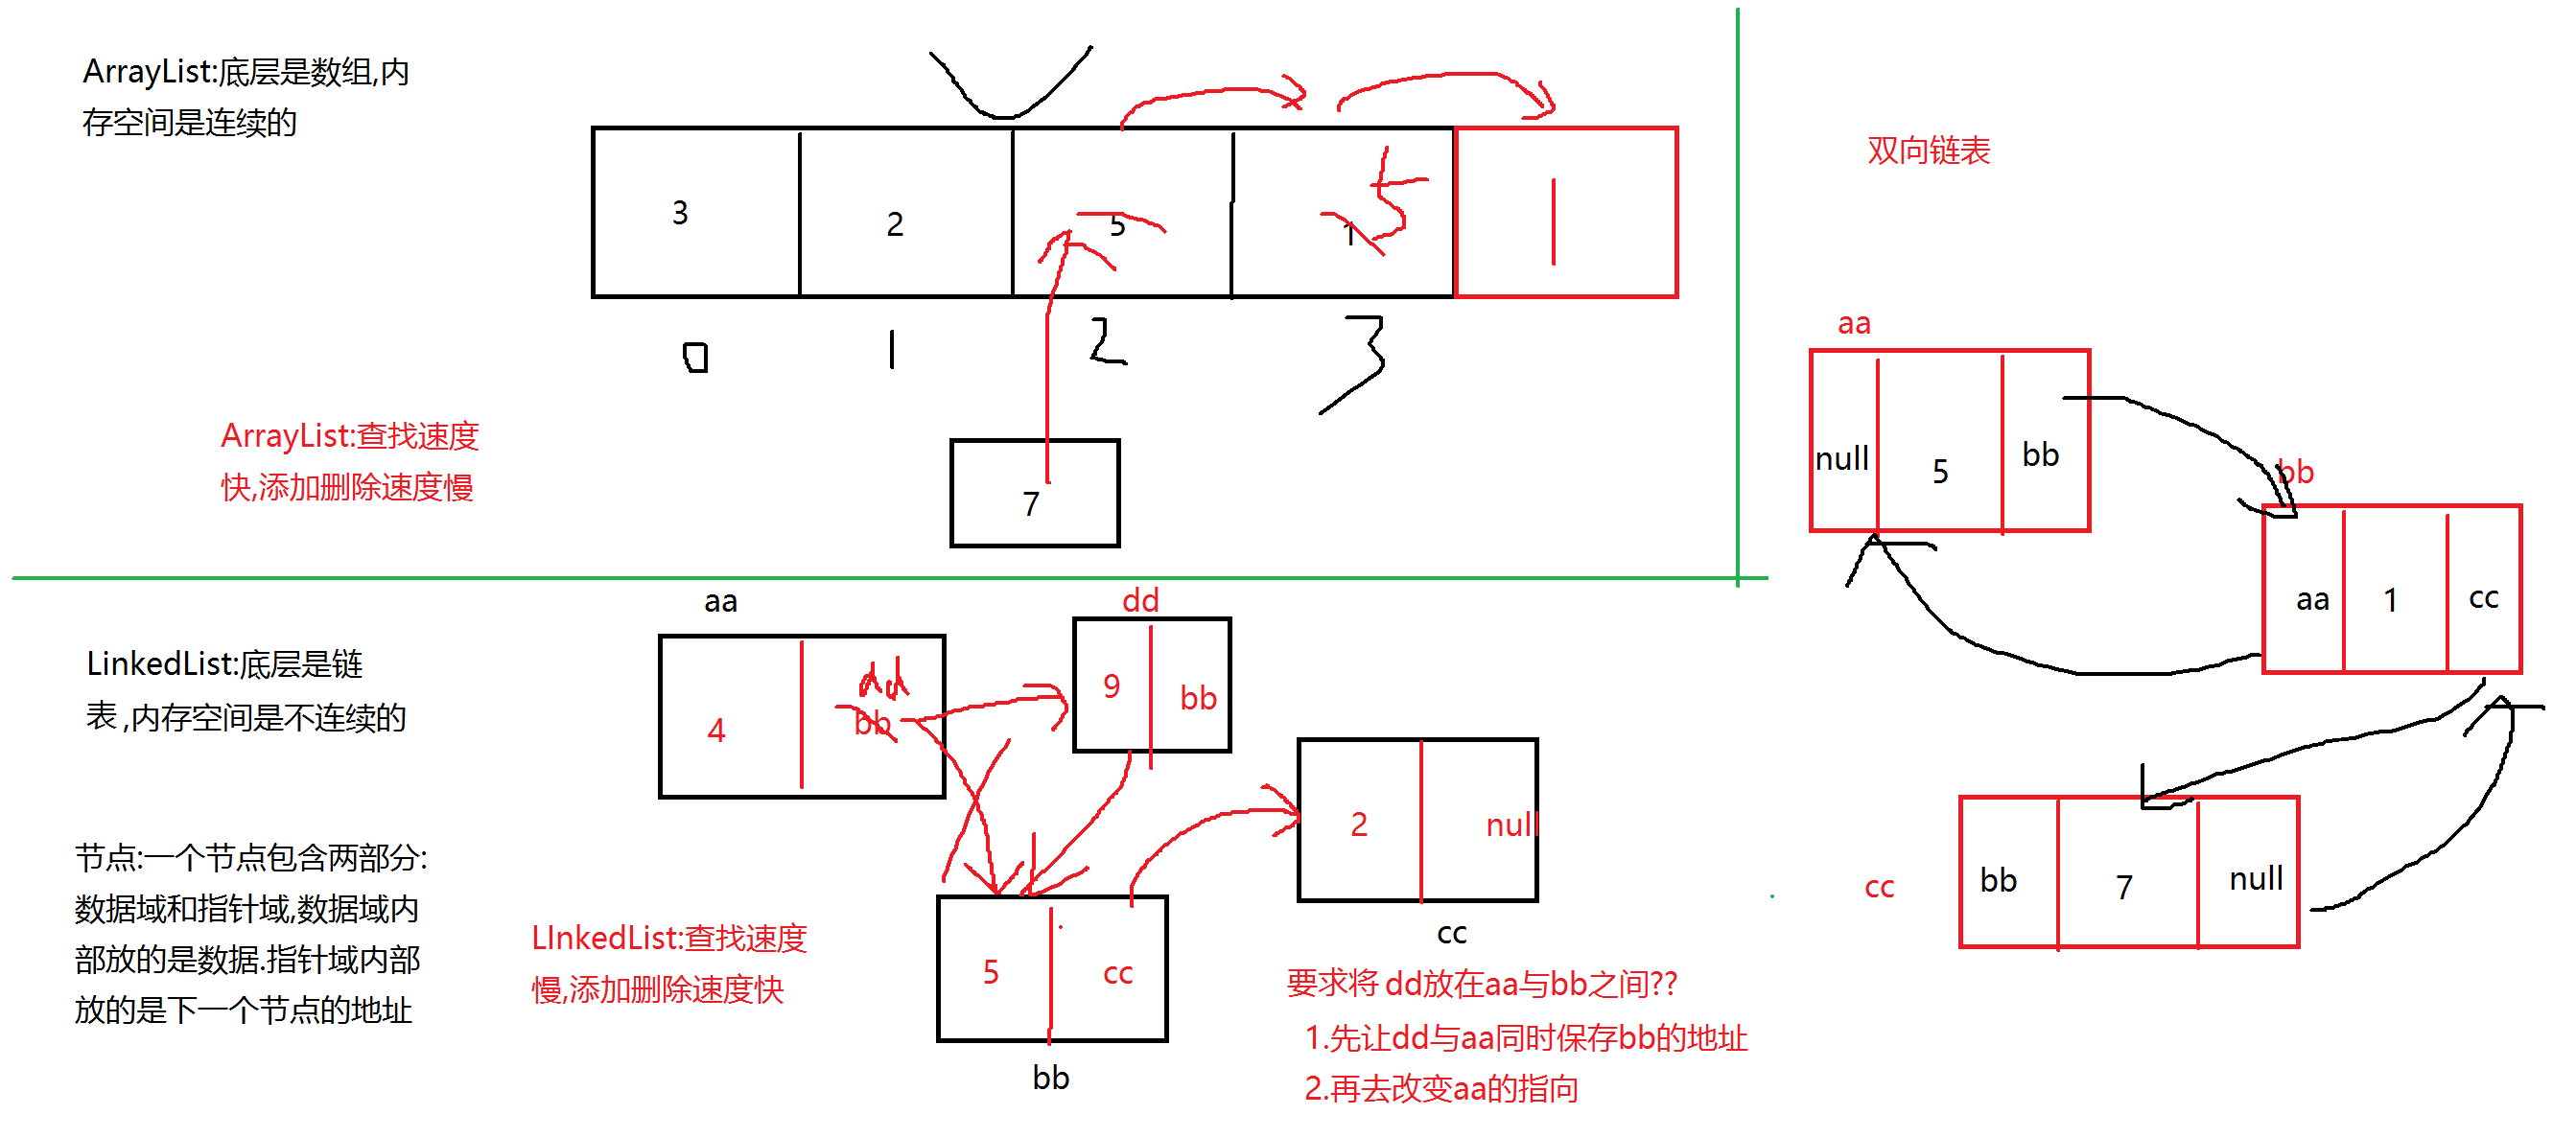 ArrayList:底层是数组,内
存空间是连续的
3
2
5
1
5
1
0
1
2
3
7
ArrayList:查找速度
快,添加删除速度慢
双向链表
aa
null
5
bb
bb
aa
1
cc
cc
bb
7
null
LinkedList:底层是链
表,内存空间是不连续的
节点:一个节点包含两部分:
数据域和指针域,数据域内
部放的是数据.指针域内部
放的是下一个节点的地址
aa
4
dd
bb
dd
9
bb
5
cc
bb
2
null
cc
LInkedList:查找速度
慢,添加删除速度快
要求将 dd放在aa与bb之间??
1.先让dd与aa同时保存bb的地址
2.再去改变aa的指向